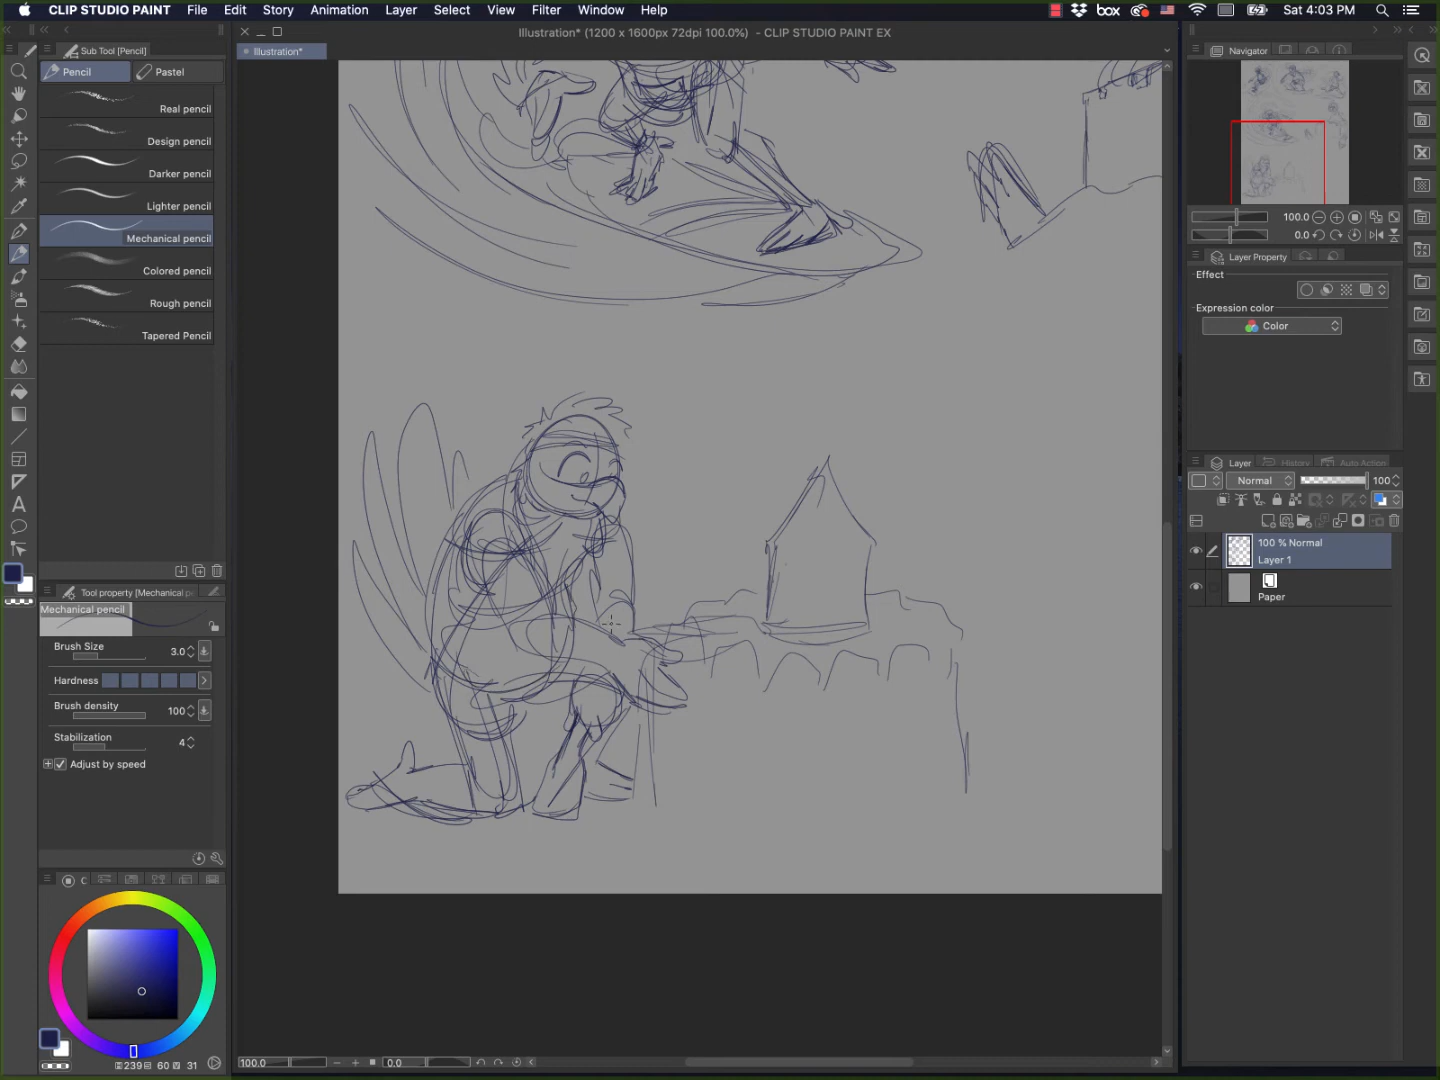 CLIP STUDIO PAINT File Edit Story Animation Layer Select View Filter Window Help box Sat 4:03 PM
Illustration* (1200 x 1600px 72dpi 100.0%) - CLIP STUDIO PAINT EX
Sub Tool [Pencil]
Illustration*
Navigator
Pencil
Pastel
Real pencil
Design pencil
Darker pencil
Lighter pencil
Mechanical pencil
Colored pencil
Rough pencil
Tapered Pencil
100.0
0.0
Layer Property
Effect
Expression color
Color
Layer
History
Auto Action
Normal
100
100 % Normal
Layer 1
Paper
Tool property [Mechanical p
Mechanical pencil
Brush Size
3.0
Hardness
Brush density
100
Stabilization
4
Adjust by speed
C
239 60 31
100.0
0.0